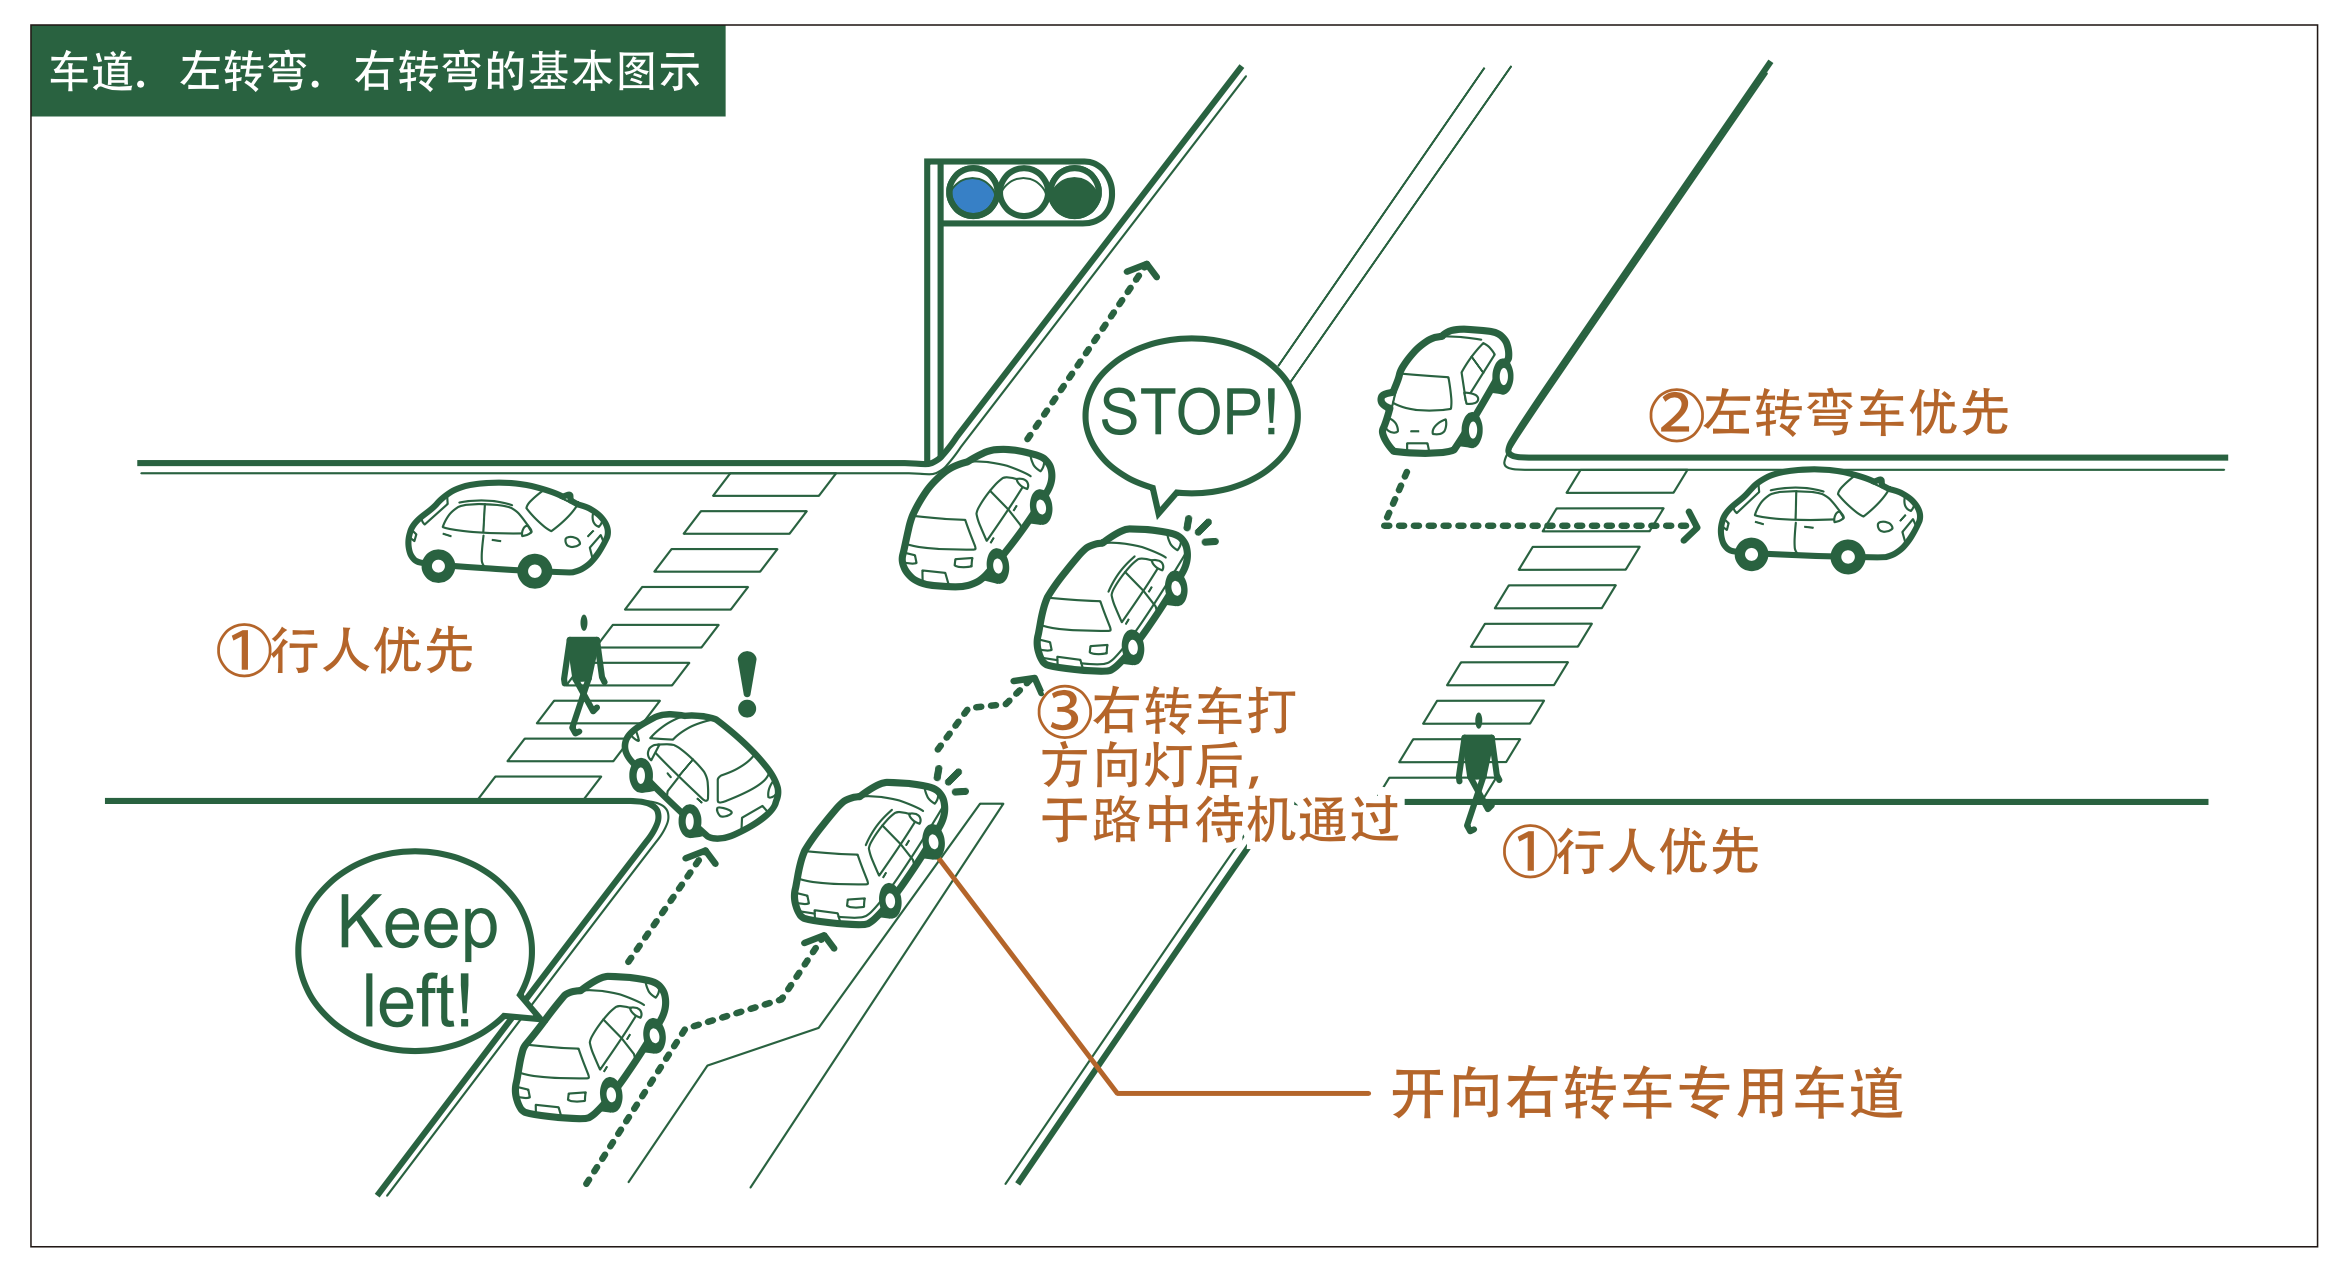 车道．左转弯．右转弯的基本图示
STOP!
②左转弯车优先
①行人优先
③右转车打
方向灯后，
于路中待机通过
①行人优先
Keep
left!
开向右转车专用车道